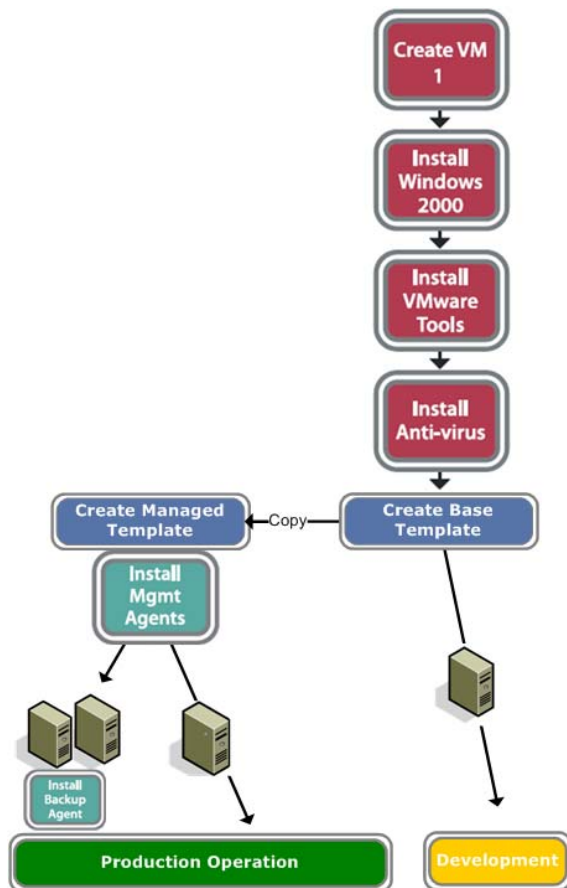 Create VM
1
Install
Windows
2000
Install
VMware
Tools
Install
Anti-virus
Create Managed
Template
Copy
Create Base
Template
Install
Mgmt
Agents
Install
Backup
Agent
Production Operation
Development